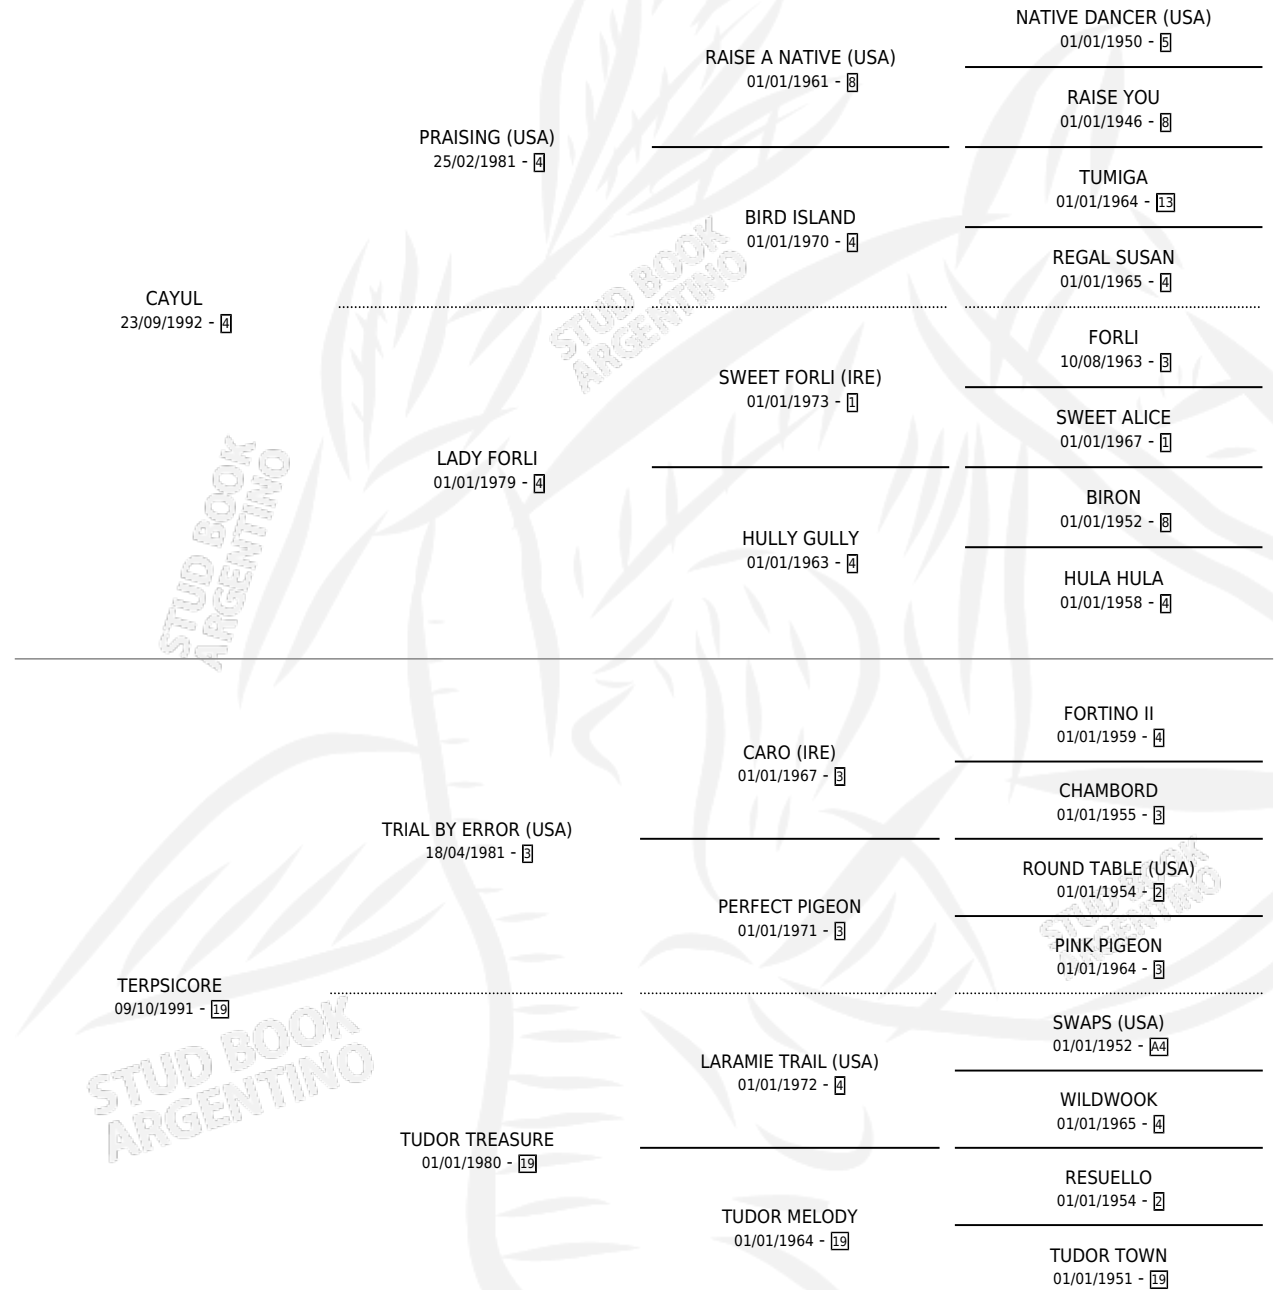 NATIVE DANCER (USA)
01/01/1950 - 5
RAISE A NATIVE (USA)
01/01/1961 - 8
RAISE YOU
01/01/1946 - 8
PRAISING (USA)
25/02/1981 - 4
TUMIGA
01/01/1964 - 13
BIRD ISLAND
01/01/1970 - 4
REGAL SUSAN
01/01/1965 - 4
CAYUL
23/09/1992 - 4
STUD BOOK
ARGENTINO
FORLI
10/08/1963 - 3
SWEET FORLI (IRE)
01/01/1973 - 1
SWEET ALICE
01/01/1967 - 1
LADY FORLI
01/01/1979 - 4
BIRON
01/01/1952 - 8
HULLY GULLY
01/01/1963 - 4
HULA HULA
01/01/1958 - 4
STUD BOOK
ARGENTINO
FORTINO II
01/01/1959 - 4
CARO (IRE)
01/01/1967 - 3
CHAMBORD
01/01/1955 - 3
TRIAL BY ERROR (USA)
18/04/1981 - 3
ROUND TABLE (USA)
01/01/1954 - 2
PERFECT PIGEON
01/01/1971 - 3
STUD BOOK
ARGENTINO
PINK PIGEON
01/01/1964 - 3
TERPSICORE
09/10/1991 - 19
SWAPS (USA)
01/01/1952 - A4
LARAMIE TRAIL (USA)
01/01/1972 - 4
STUD BOOK
ARGENTINO
WILDWOOK
01/01/1965 - 4
TUDOR TREASURE
01/01/1980 - 19
RESUELLO
01/01/1954 - 2
TUDOR MELODY
01/01/1964 - 19
TUDOR TOWN
01/01/1951 - 19